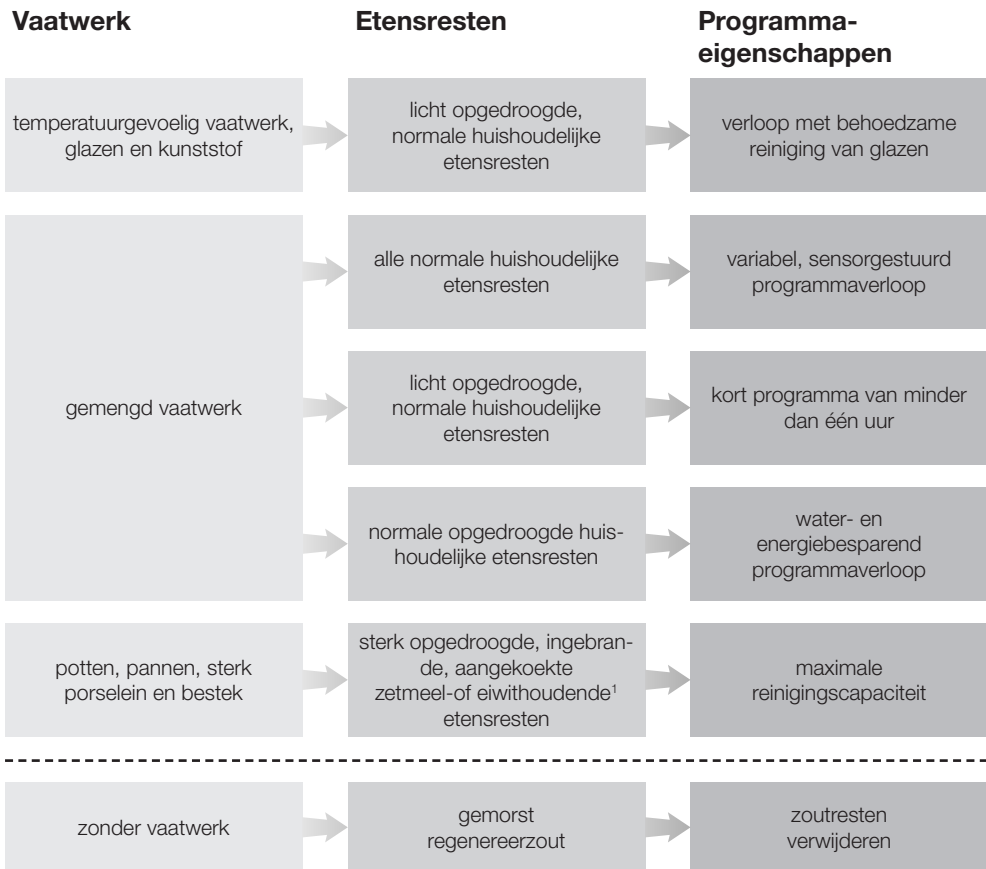 Vaatwerk
Etensresten
Programma-
eigenschappen
temperatuurgevoelig vaatwerk,
glazen en kunststof
licht opgedroogde,
normale huishoudelijke
etensresten
verloop met behoedzame
reiniging van glazen
gemengd vaatwerk
alle normale huishoudelijke
etensresten
variabel, sensorgestuurd
programmaverloop
licht opgedroogde,
normale huishoudelijke
etensresten
kort programma van minder
dan één uur
normale opgedroogde huis-
houdelijke etensresten
water- en
energiebesparend
programmaverloop
potten, pannen, sterk
porselein en bestek
sterk opgedroogde, ingebran-
de, aangekoekte
zetmeel-of eiwithoudende¹
etensresten
maximale
reinigingscapaciteit
zonder vaatwerk
gemorst
regenereerzout
zoutresten
verwijderen